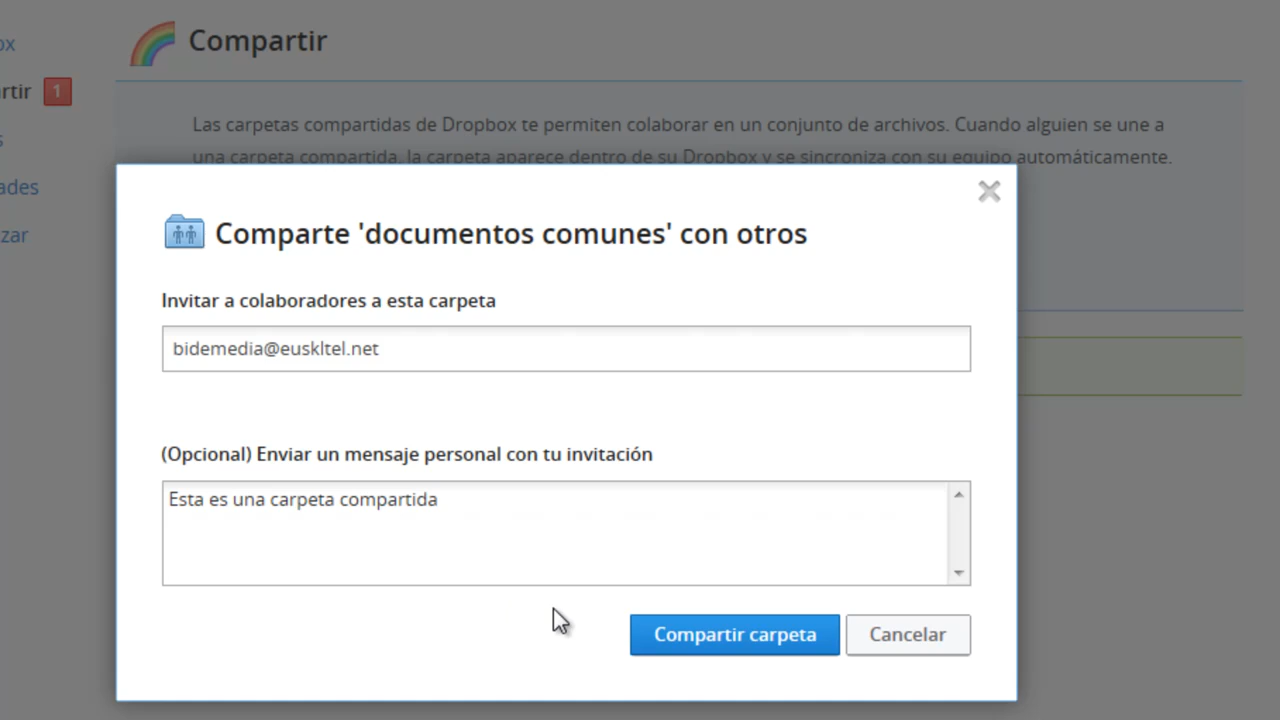 Compartir
1
Las carpetas compartidas de Dropbox te permiten colaborar en un conjunto de archivos. Cuando alguien se une a
una carpeta compartida, la carpeta aparece dentro de su Dropbox y se sincroniza con su equipo automáticamente.
ox
rtir
s
ades
zar
Comparte 'documentos comunes' con otros
Invitar a colaboradores a esta carpeta
bidemedia@euskltel.net
(Opcional) Enviar un mensaje personal con tu invitación
Esta es una carpeta compartida
Compartir carpeta
Cancelar